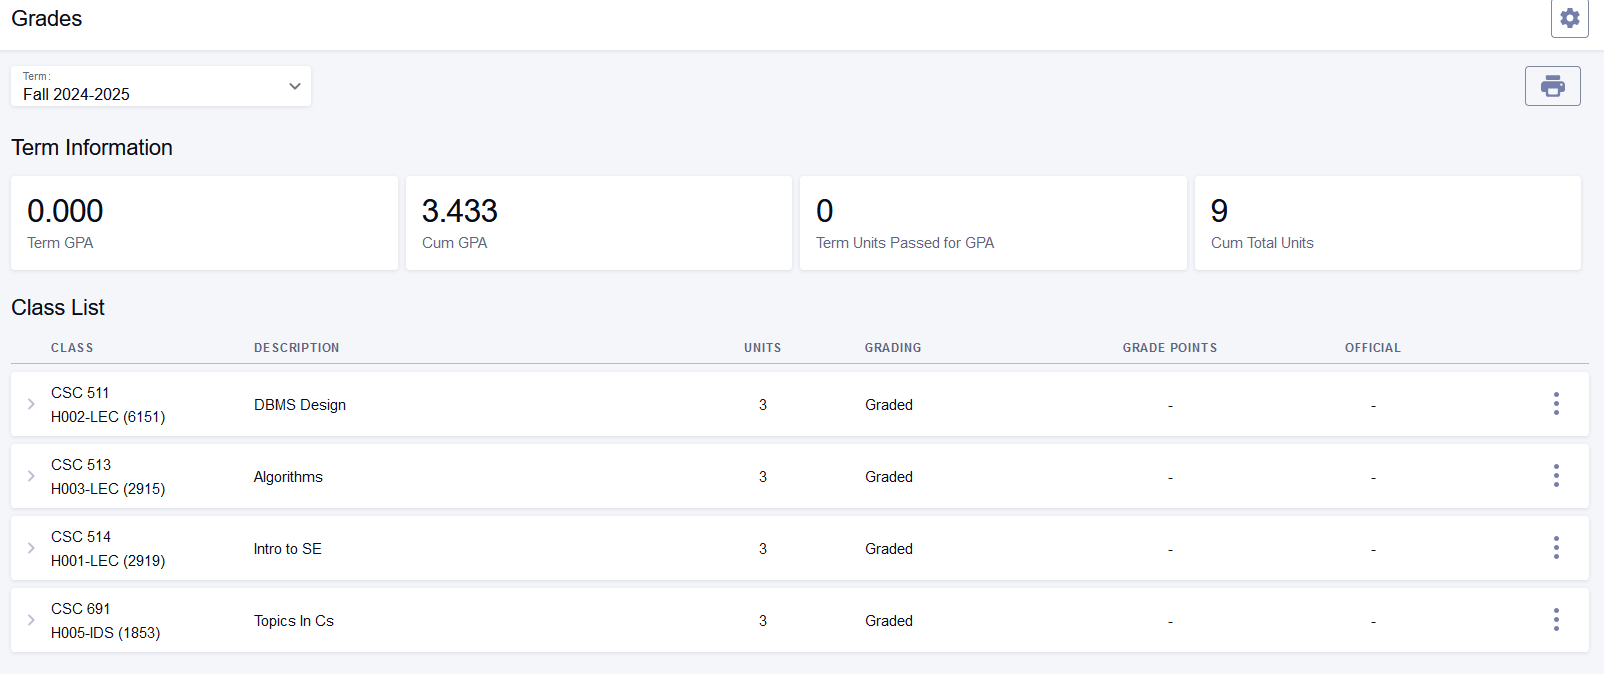 Grades
Term:
Fall 2024-2025
Term Information
0.000
Term GPA
3.433
Cum GPA
0
Term Units Passed for GPA
9
Cum Total Units
Class List
CLASS DESCRIPTION UNITS GRADING GRADE POINTS OFFICIAL
CSC 511
H002-LEC (6151)
DBMS Design 3 Graded - -
CSC 513
H003-LEC (2915)
Algorithms 3 Graded - -
CSC 514
H001-LEC (2919)
Intro to SE 3 Graded - -
CSC 691
H005-IDS (1853)
Topics In Cs 3 Graded - -